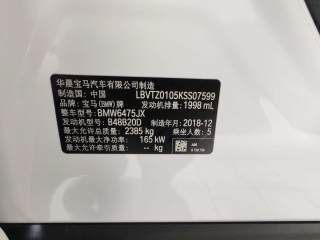 华晨宝马汽车有限公司制造
制造国：中国 LBVTZ0105KSS07599
品牌：宝马(BMW)牌 发动机排量：1998 mL
整车型号：BMW6475JX
发动机型号：B48B20D 制造年月：2018-12
最大允许总质量：2385 kg 乘坐人数：5
发动机最大净功率：165 kW
最大允许牵引质量：-- kg